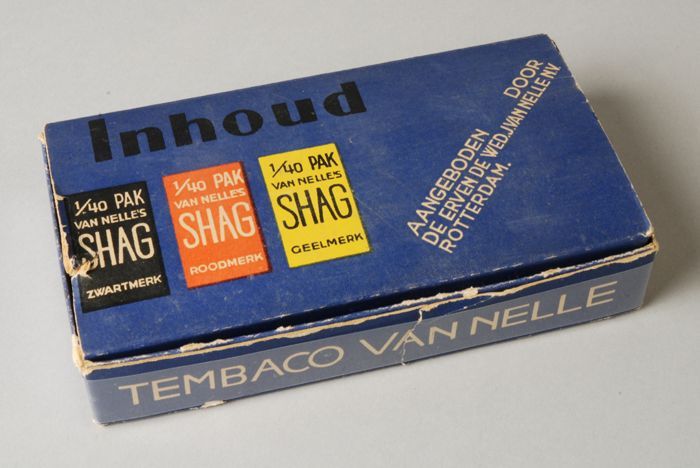 Inhoud
1/40 PAK
VAN NELLE'S
SHAG
ZWARTMERK
1/40 PAK
VAN NELLE'S
SHAG
ROODMERK
1/40 PAK
VAN NELLE'S
SHAG
GEELMERK
AANGEBODEN DOOR
DE ERVEN DE WED. J. VAN NELLE N.V.
ROTTERDAM.
TEMBACO VAN NELLE